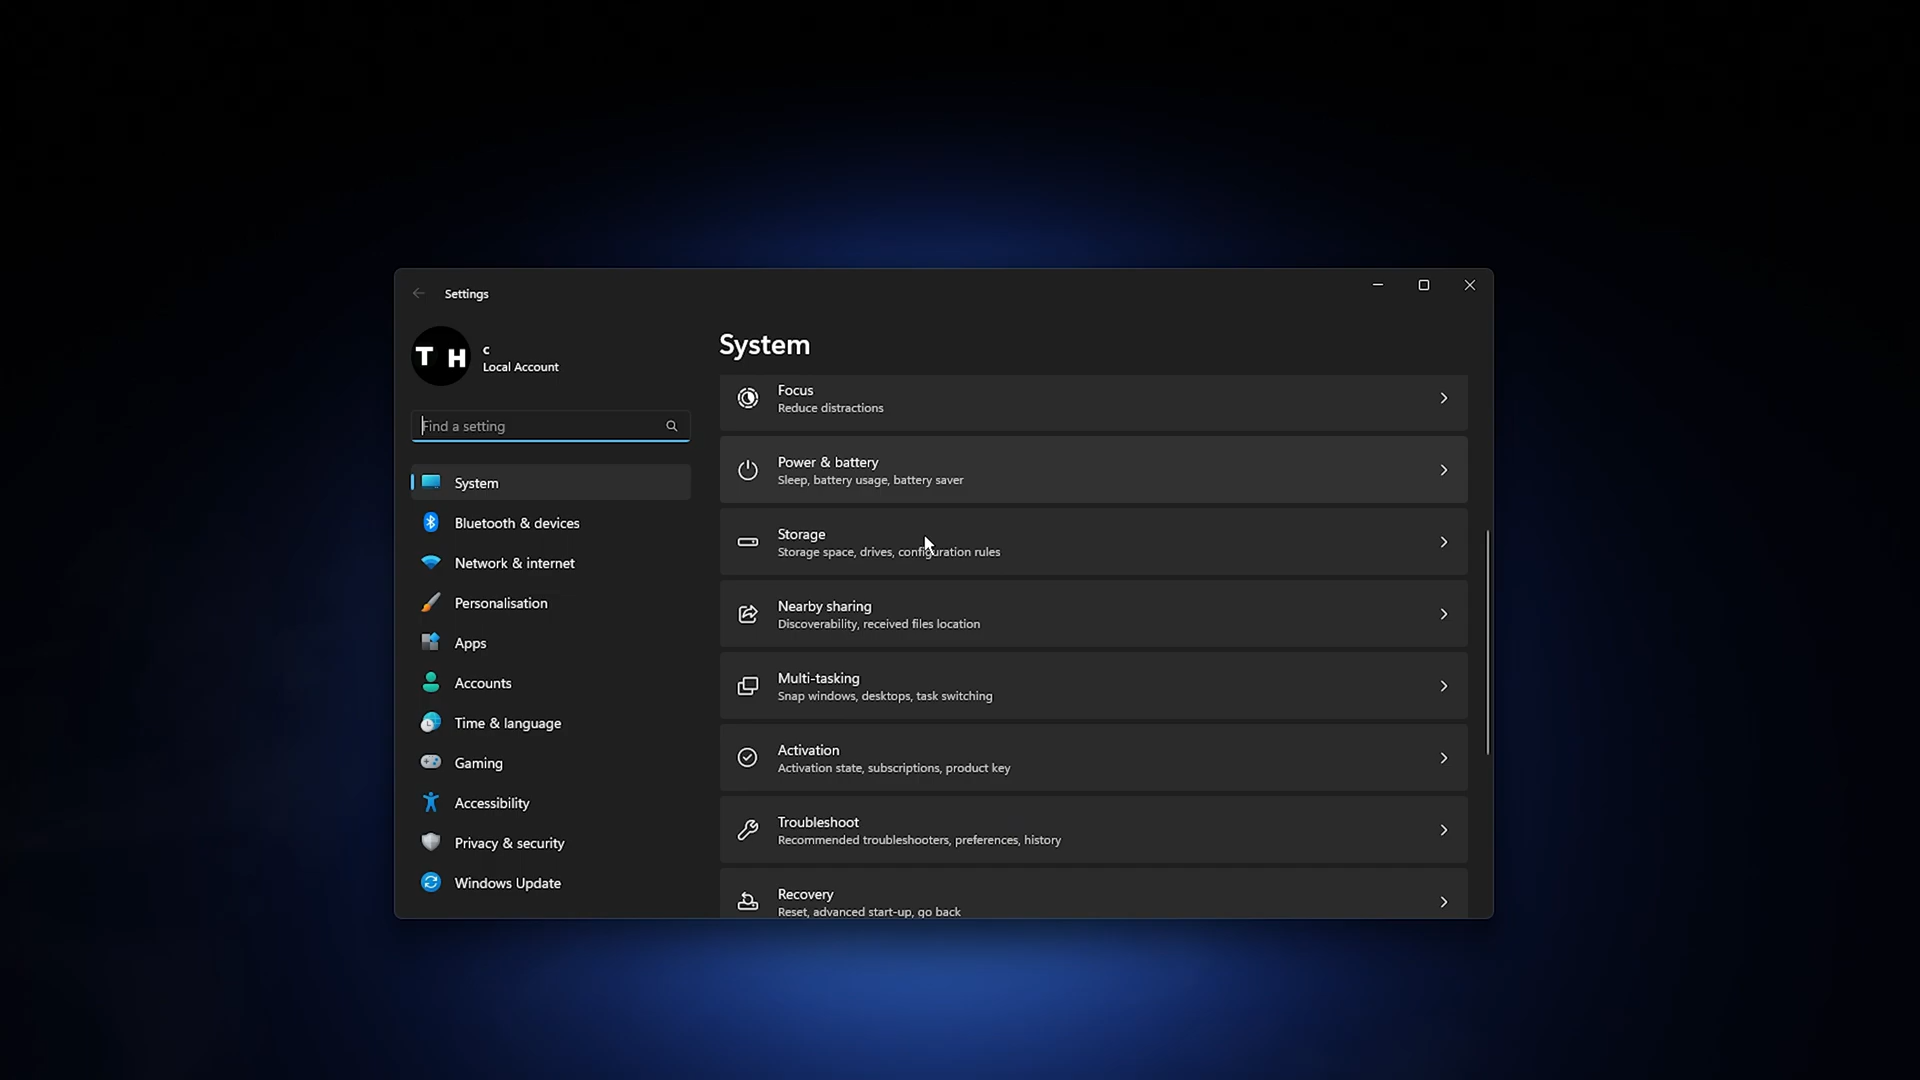 Settings
T H
c
Local Account
Find a setting
System
Bluetooth & devices
Network & internet
Personalisation
Apps
Accounts
Time & language
Gaming
Accessibility
Privacy & security
Windows Update
System
Focus
Reduce distractions
Power & battery
Sleep, battery usage, battery saver
Storage
Storage space, drives, configuration rules
Nearby sharing
Discoverability, received files location
Multi-tasking
Snap windows, desktops, task switching
Activation
Activation state, subscriptions, product key
Troubleshoot
Recommended troubleshooters, preferences, history
Recovery
Reset, advanced start-up, go back